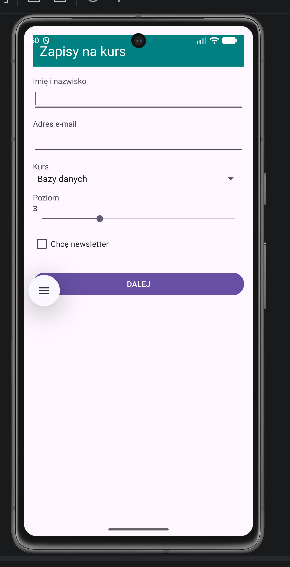 Zapisy na kurs
Imię i nazwisko
Adres e-mail
Kurs
Bazy danych
Poziom
3
Chcę newsletter
DALEJ